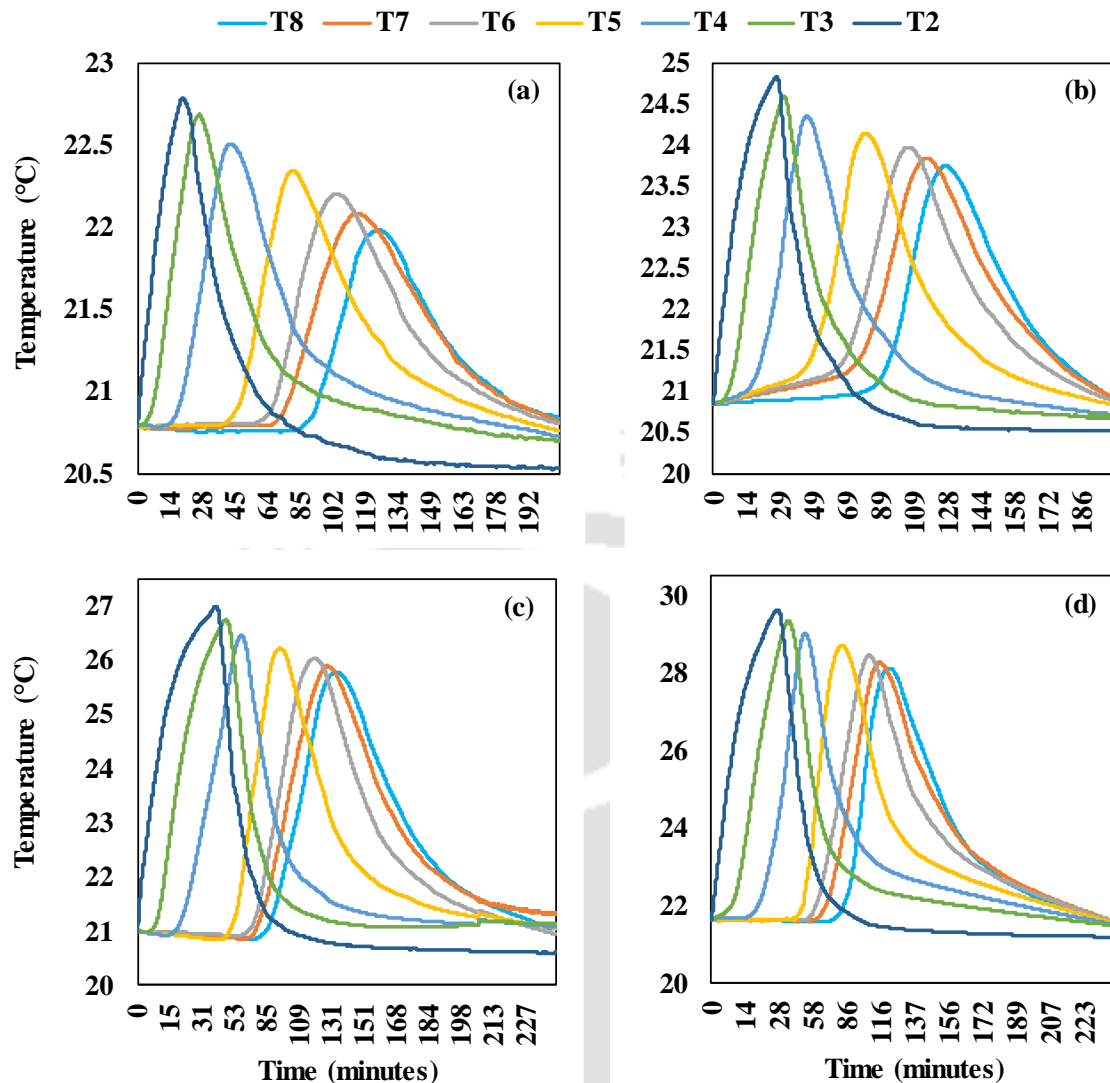 T8 T7 T6 T5 T4 T3 T2
(a)
23
22.5
22
21.5
21
20.5
Temperature (°C)
0 14 28 45 64 85 102 119 134 149 163 178 192
(b)
25
24.5
24
23.5
23
22.5
22
21.5
21
20.5
20
0 14 29 49 69 89 109 128 144 158 172 186
(c)
27
26
25
24
23
22
21
20
Temperature (°C)
0 15 31 53 85 109 131 151 168 184 198 213 227
Time (minutes)
(d)
30
28
26
24
22
20
0 14 28 58 86 116 137 156 172 189 207 223
Time (minutes)